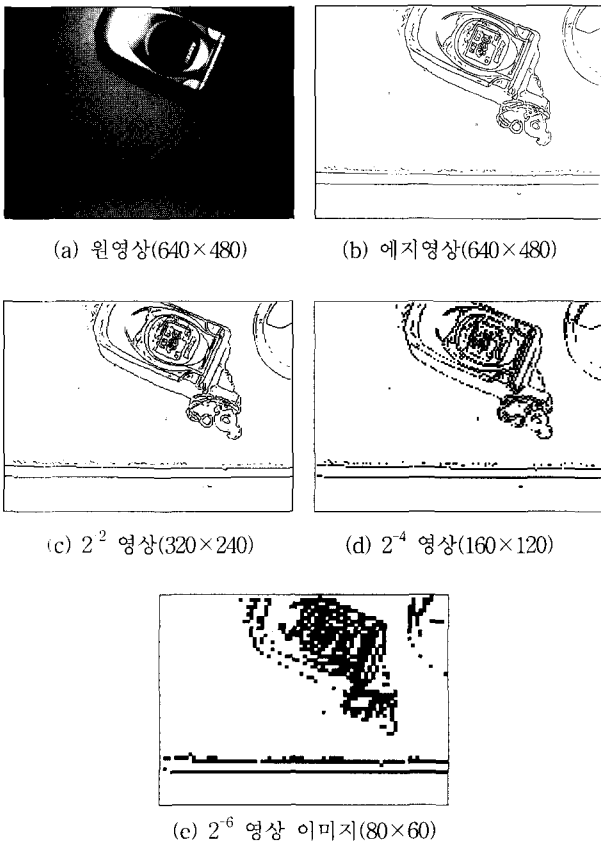 (a) 원영상(640×480)
(b) 에지영상(640×480)
(c) 2⁻² 영상(320×240)
(d) 2⁻⁴ 영상(160×120)
(e) 2⁻⁶ 영상 이미지(80×60)